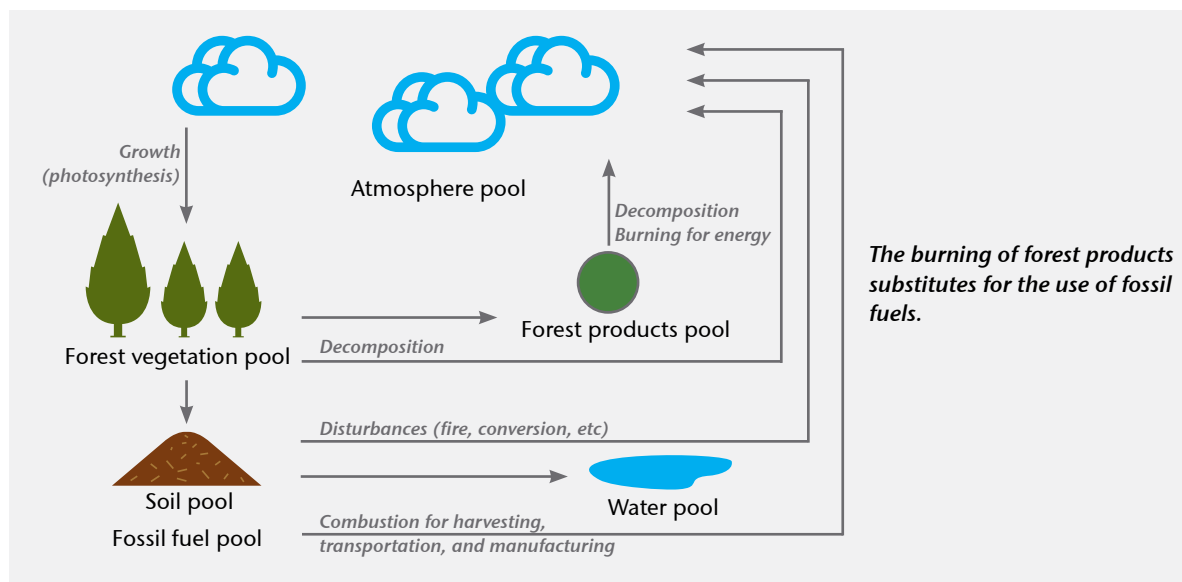 Growth
(photosynthesis)
Atmosphere pool
Decomposition
Burning for energy
The burning of forest products
substitutes for the use of fossil
fuels.
Forest products pool
Forest vegetation pool
Decomposition
Disturbances (fire, conversion, etc)
Soil pool
Water pool
Fossil fuel pool
Combustion for harvesting,
transportation, and manufacturing